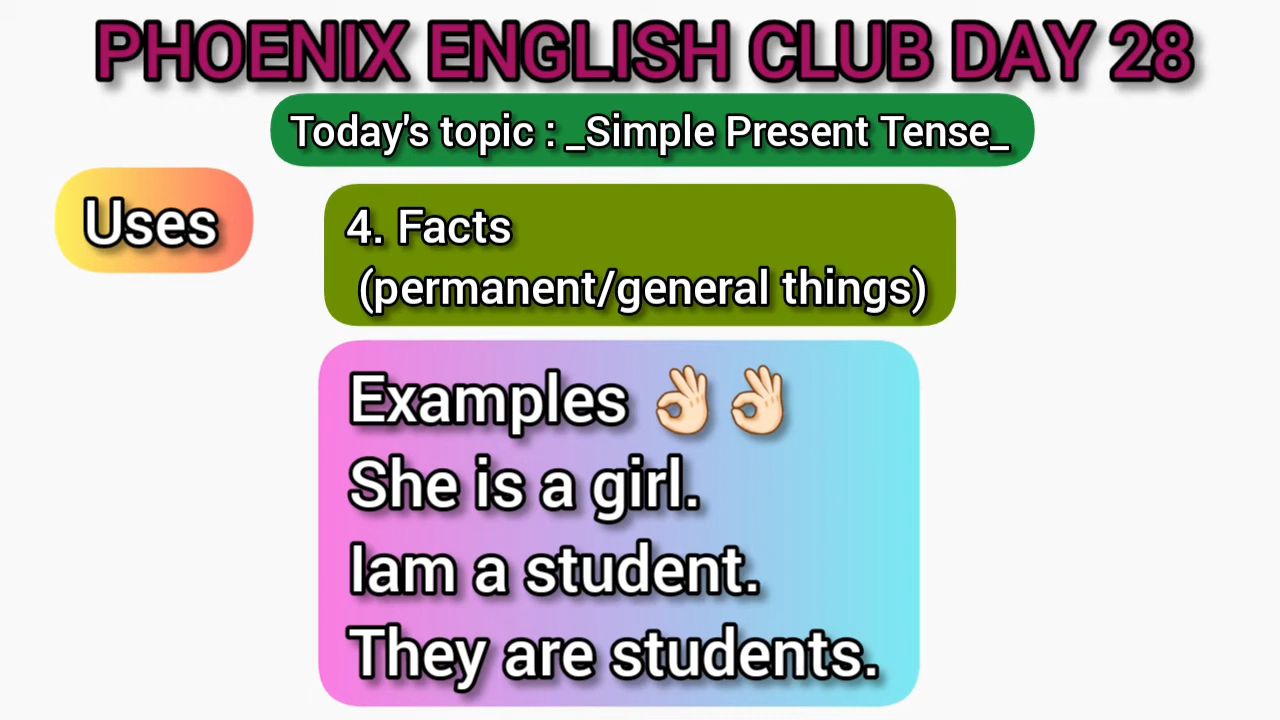 PHOENIX ENGLISH CLUB DAY 28
Today's topic : _Simple Present Tense_
Uses
4. Facts
(permanent/general things)
Examples 👌🏻👌🏻
She is a girl.
Iam a student.
They are students.